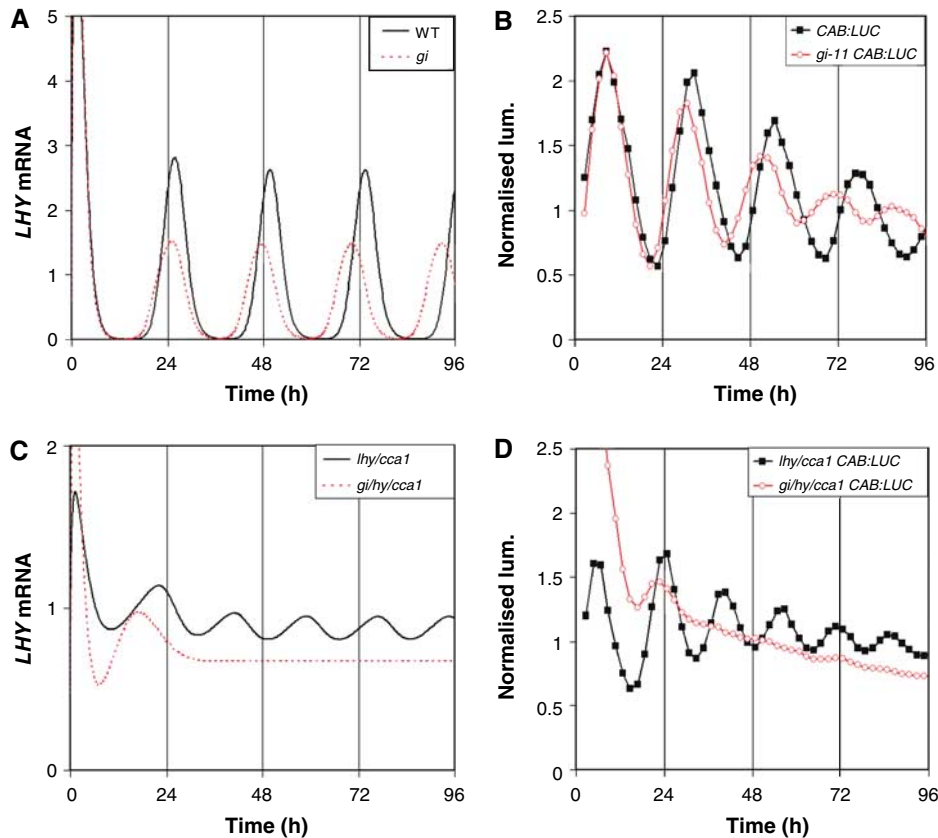 A
5
4
3
2
1
0
LHY mRNA
WT
gi
0 24 48 72 96
Time (h)
B
2.5
2
1.5
1
0.5
0
Normalised lum.
CAB:LUC
gi-11 CAB:LUC
0 24 48 72 96
Time (h)
C
2
1
0
LHY mRNA
lhy/cca1
gi/hy/cca1
0 24 48 72 96
Time (h)
D
2.5
2
1.5
1
0.5
0
Normalised lum.
lhy/cca1 CAB:LUC
gi/hy/cca1 CAB:LUC
0 24 48 72 96
Time (h)